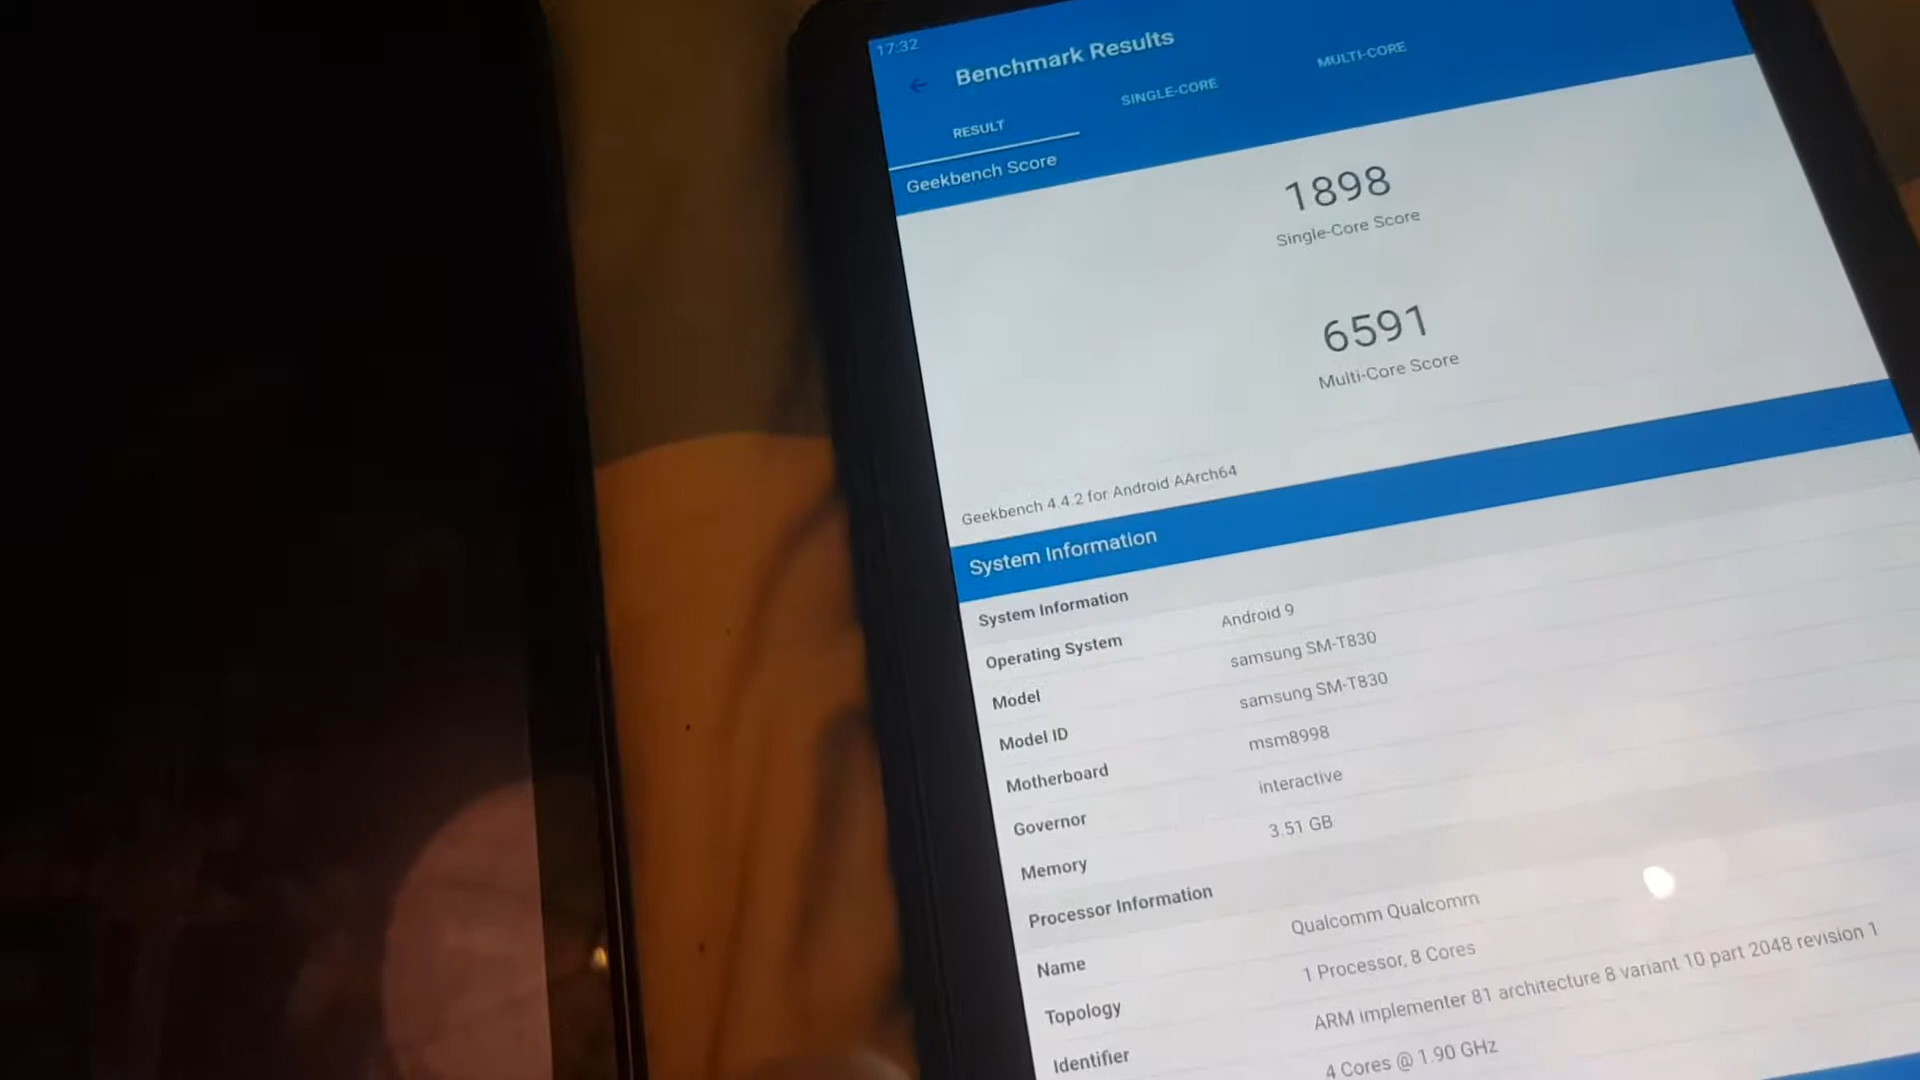 17:32
Benchmark Results
RESULT SINGLE-CORE MULTI-CORE
Geekbench Score
1898
Single-Core Score
6591
Multi-Core Score
Geekbench 4.4.2 for Android AArch64
System Information
System Information
Operating System Android 9
Model samsung SM-T830
Model ID samsung SM-T830
Motherboard msm8998
Governor interactive
Memory 3.51 GB
Processor Information
Name Qualcomm Qualcomm
Topology 1 Processor, 8 Cores
Identifier ARM implementer 81 architecture 8 variant 10 part 2048 revision 1
4 Cores @ 1.90 GHz